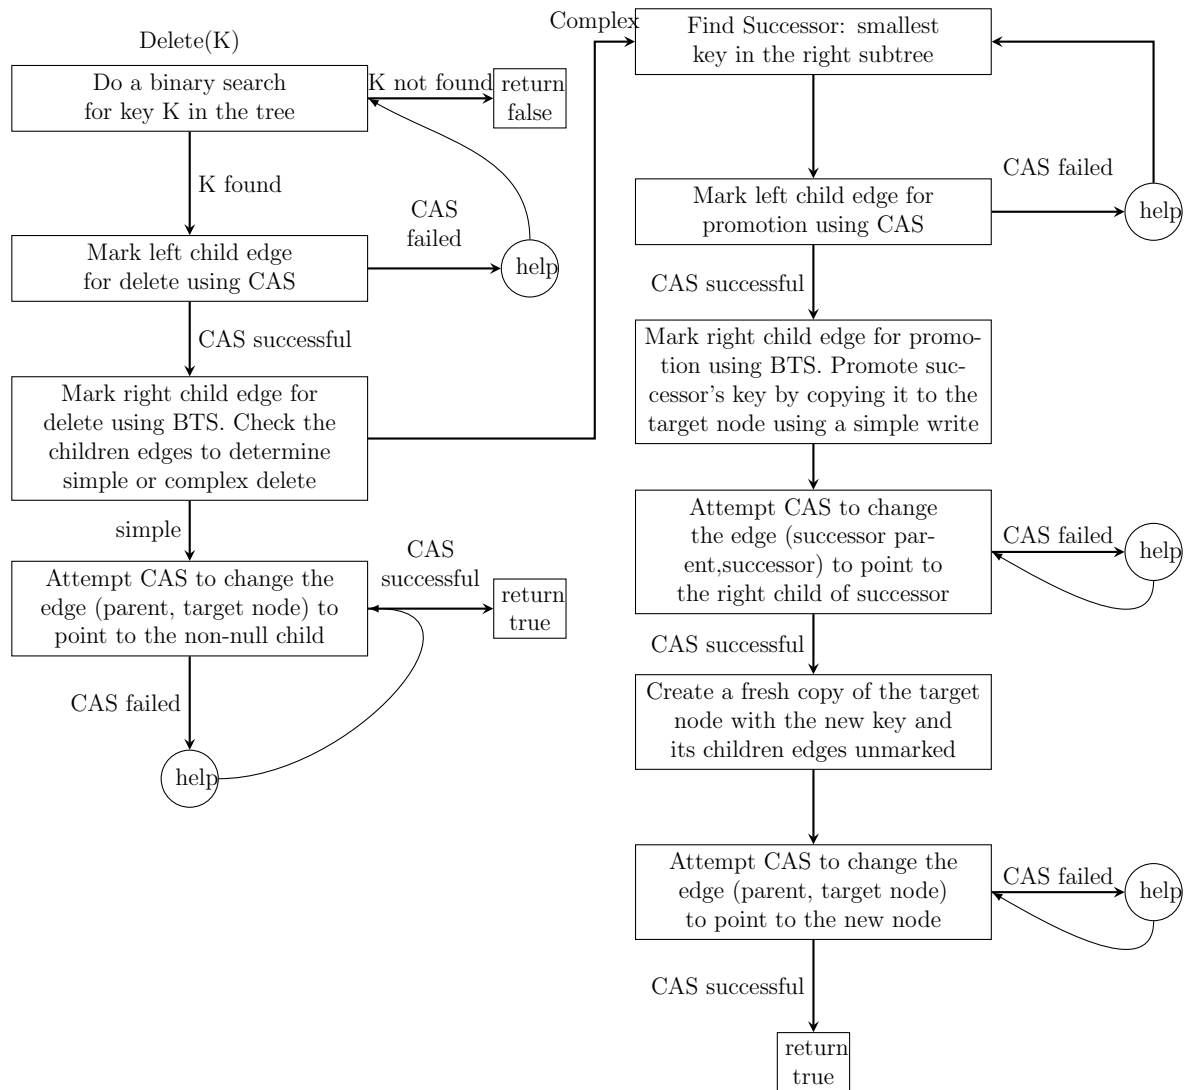 Delete(K)
Do a binary search
for key K in the tree
K not found
return
false
K found
Mark left child edge
for delete using CAS
CAS
failed
help
CAS successful
Mark right child edge for
delete using BTS. Check the
children edges to determine
simple or complex delete
simple
Attempt CAS to change the
edge (parent, target node) to
point to the non-null child
CAS
successful
return
true
CAS failed
help
Complex
Find Successor: smallest
key in the right subtree
Mark left child edge for
promotion using CAS
CAS failed
help
CAS successful
Mark right child edge for promo-
tion using BTS. Promote suc-
cessor's key by copying it to the
target node using a simple write
Attempt CAS to change
the edge (successor par-
ent,successor) to point to
the right child of successor
CAS failed
help
CAS successful
Create a fresh copy of the target
node with the new key and
its children edges unmarked
Attempt CAS to change the
edge (parent, target node)
to point to the new node
CAS failed
help
CAS successful
return
true